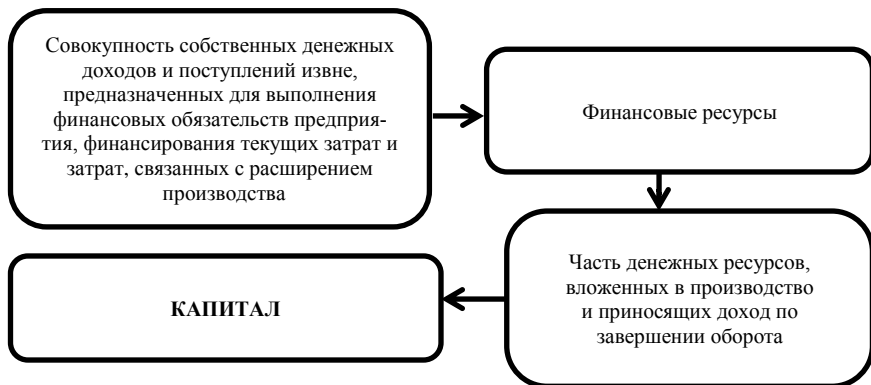 Совокупность собственных денежных
доходов и поступлений извне,
предназначенных для выполнения
финансовых обязательств предприя-
тия, финансирования текущих затрат и
затрат, связанных с расширением
производства
Финансовые ресурсы
Часть денежных ресурсов,
вложенных в производство
и приносящих доход по
завершении оборота
КАПИТАЛ